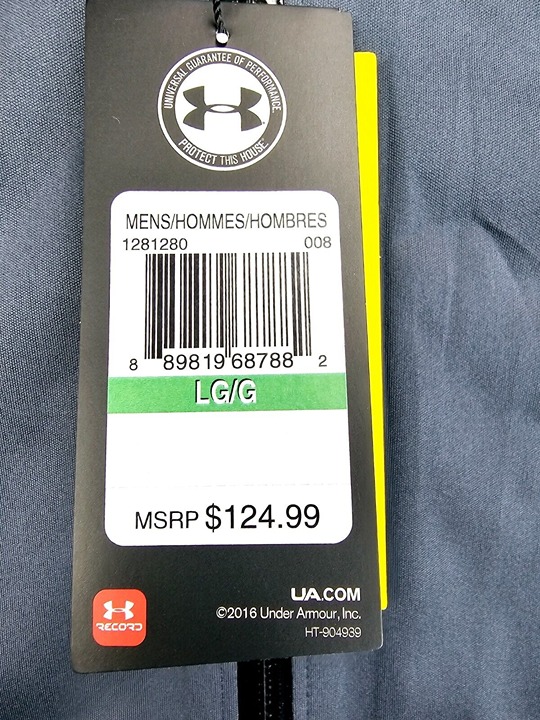 UNIVERSAL GUARANTEE OF PERFORMANCE
PROTECT THIS HOUSE
MENS/HOMMES/HOMBRES
1281280 008
8 89819 68788 2
LG/G
MSRP $124.99
UA.COM
©2016 Under Armour, Inc.
HT-904939
RECORD